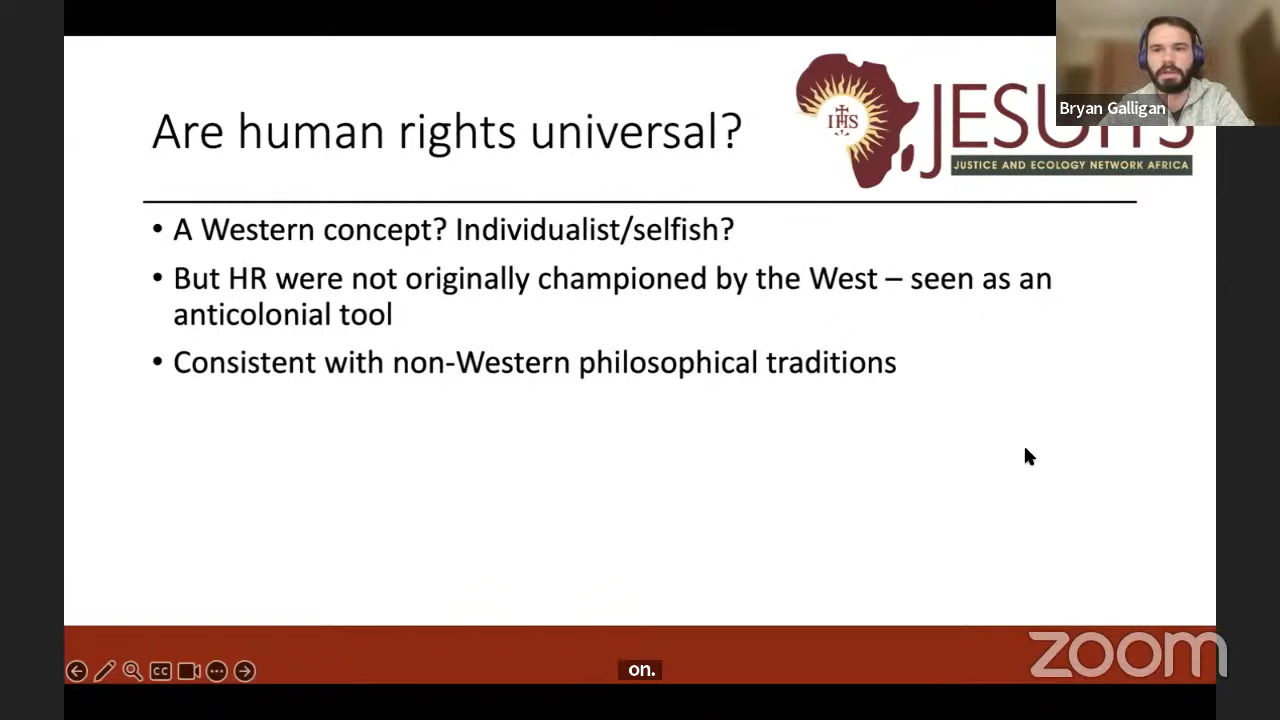 Are human rights universal?
IHS
JESUITS
JUSTICE AND ECOLOGY NETWORK AFRICA
Bryan Galligan
• A Western concept? Individualist/selfish?
• But HR were not originally championed by the West – seen as an
anticolonial tool
• Consistent with non-Western philosophical traditions
CC
on.
zoom